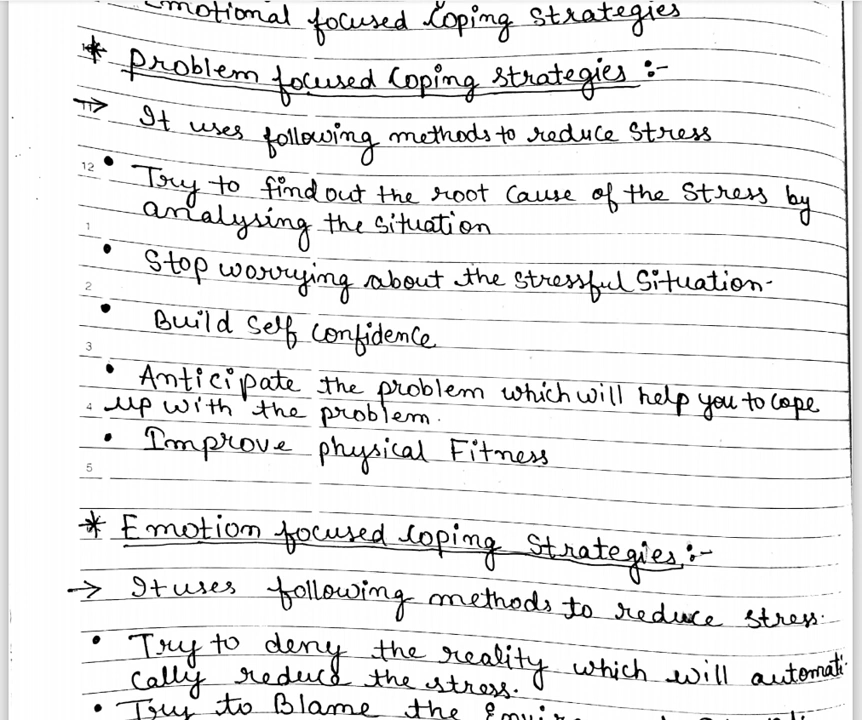 Emotional focused Coping Strategies
* Problem focused Coping strategies :-
→ It uses following methods to reduce Stress
12 • Try to find out the root Cause of the Stress by
analysing the Situation
1
• Stop worrying about the stressful Situation-
2
• Build Self Confidence
3
• Anticipate the problem which will help you to cope
4 up with the problem.
• Improve physical Fitness
5
* Emotion focused Coping Strategies :-
→ It uses following methods to reduce stress.
• Try to deny the reality which will automati
cally reduce the stress.
• Try to Blame the